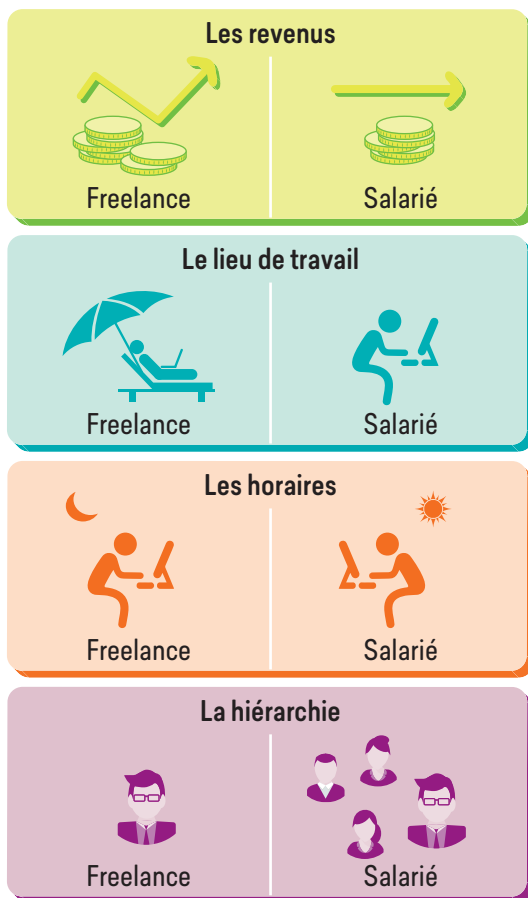 Les revenus
Freelance
Salarié
Le lieu de travail
Freelance
Salarié
Les horaires
Freelance
Salarié
La hiérarchie
Freelance
Salarié